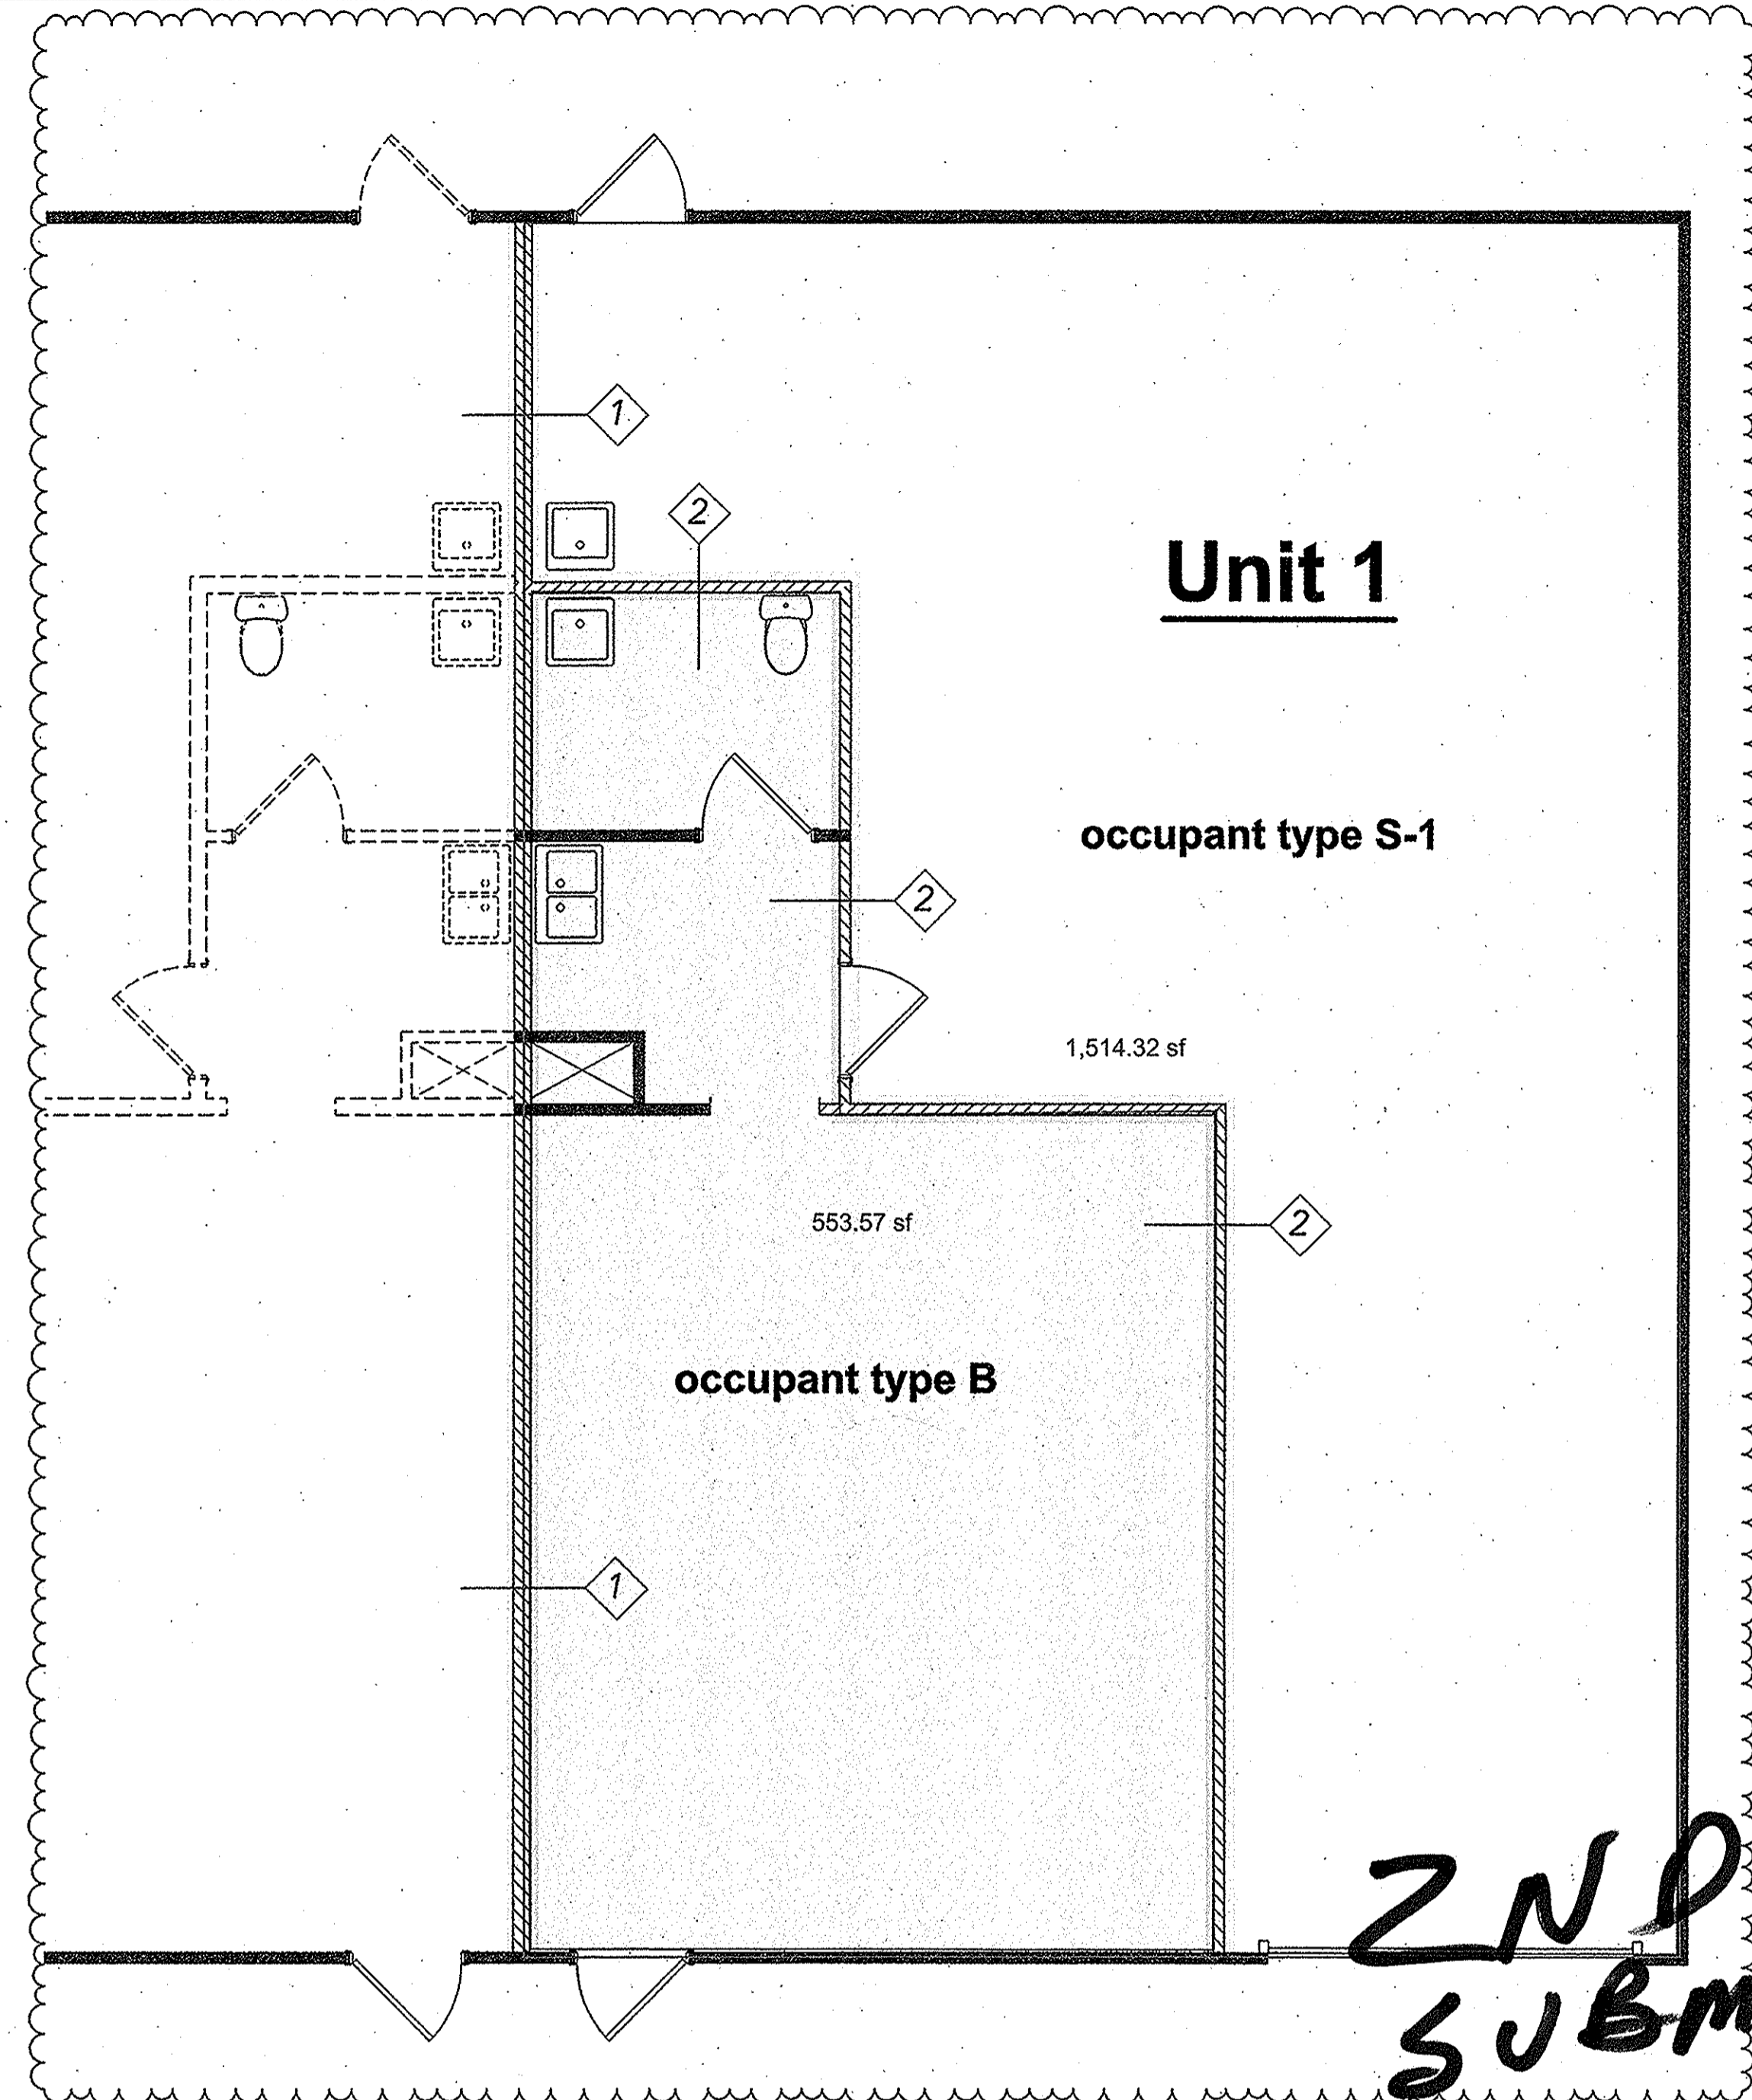 1
2
Unit 1
occupant type S-1
2
1,514.32 sf
553.57 sf
2
occupant type B
1
2ND
SUBM